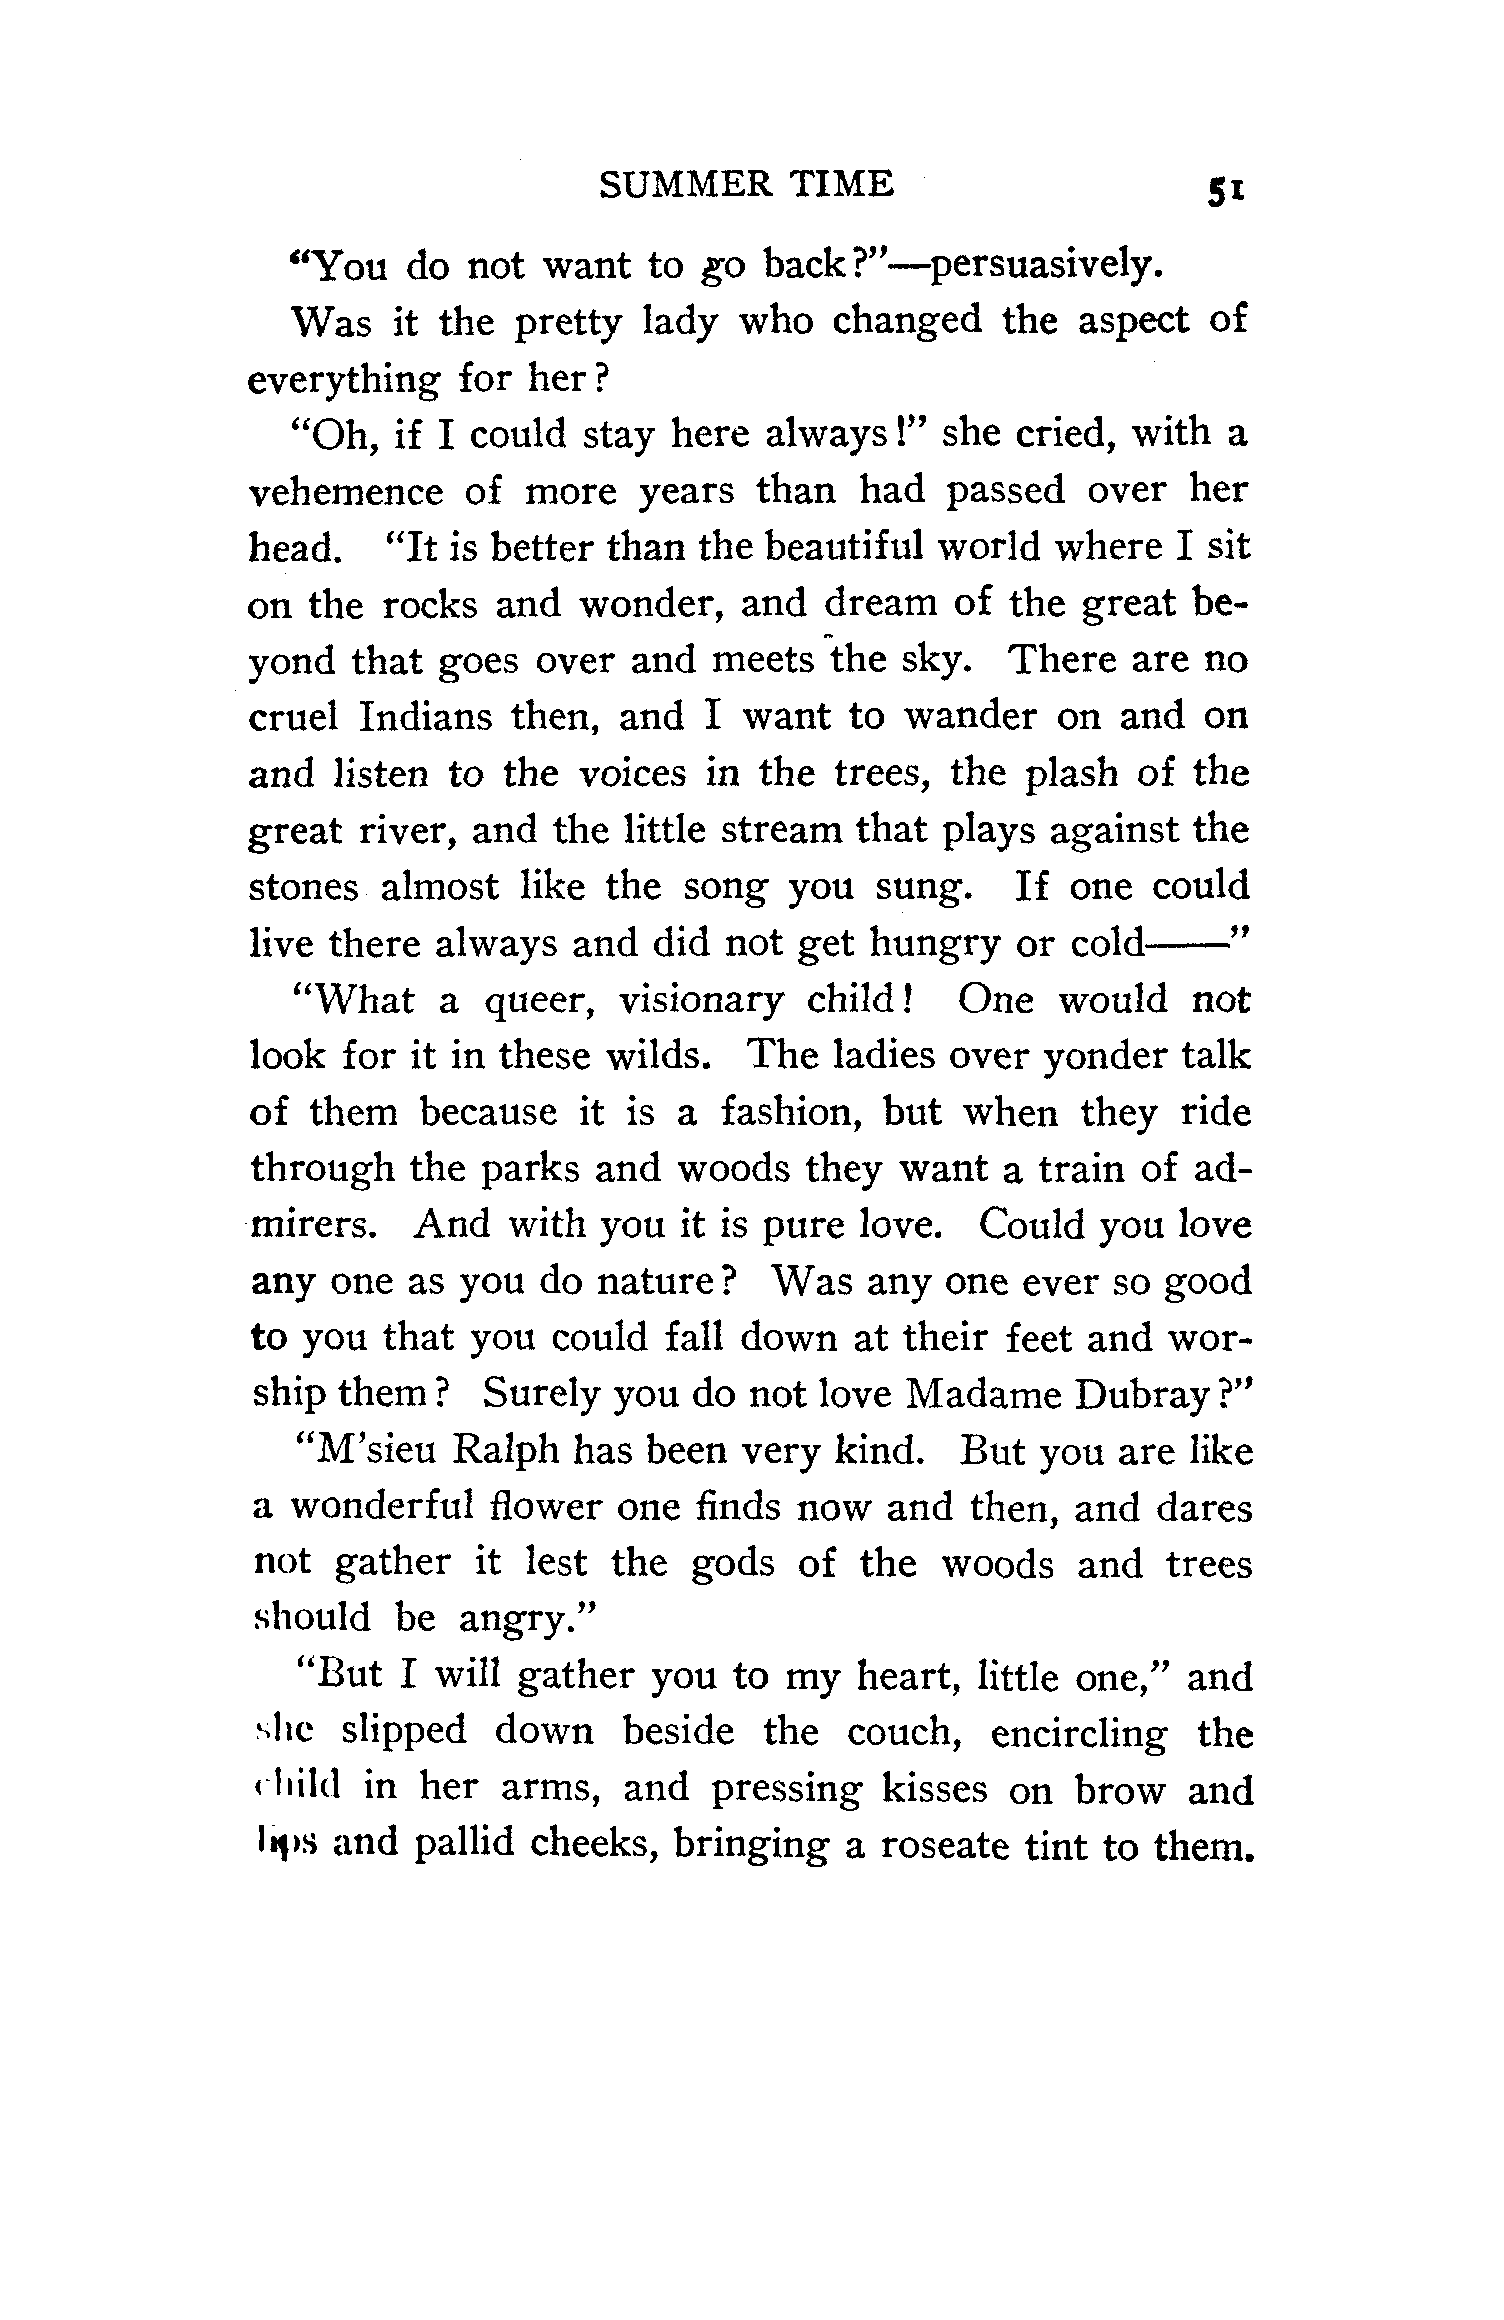 SUMMER TIME 51
“You do not want to go back?”—persuasively.
Was it the pretty lady who changed the aspect of
everything for her?
“Oh, if I could stay here always!” she cried, with a
vehemence of more years than had passed over her
head. “It is better than the beautiful world where I sit
on the rocks and wonder, and dream of the great be-
yond that goes over and meets the sky. There are no
cruel Indians then, and I want to wander on and on
and listen to the voices in the trees, the plash of the
great river, and the little stream that plays against the
stones almost like the song you sung. If one could
live there always and did not get hungry or cold——”
“What a queer, visionary child! One would not
look for it in these wilds. The ladies over yonder talk
of them because it is a fashion, but when they ride
through the parks and woods they want a train of ad-
mirers. And with you it is pure love. Could you love
any one as you do nature? Was any one ever so good
to you that you could fall down at their feet and wor-
ship them? Surely you do not love Madame Dubray?”
“M’sieu Ralph has been very kind. But you are like
a wonderful flower one finds now and then, and dares
not gather it lest the gods of the woods and trees
should be angry.”
“But I will gather you to my heart, little one,” and
she slipped down beside the couch, encircling the
child in her arms, and pressing kisses on brow and
lips and pallid cheeks, bringing a roseate tint to them.